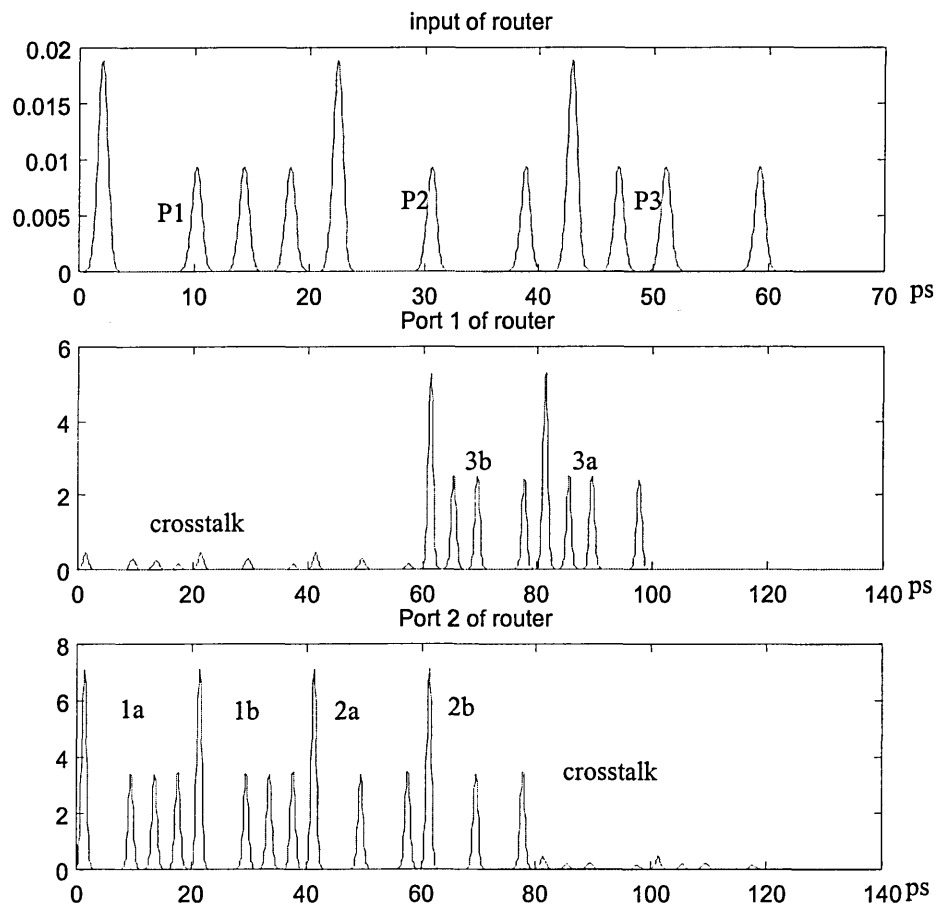 input of router
0.02
0.015
0.01
0.005
0
P1
P2
P3
0 10 20 30 40 50 60 70 ps
Port 1 of router
6
4
2
0
crosstalk
3b
3a
0 20 40 60 80 100 120 140 ps
Port 2 of router
8
6
4
2
0
1a
1b
2a
2b
crosstalk
0 20 40 60 80 100 120 140 ps